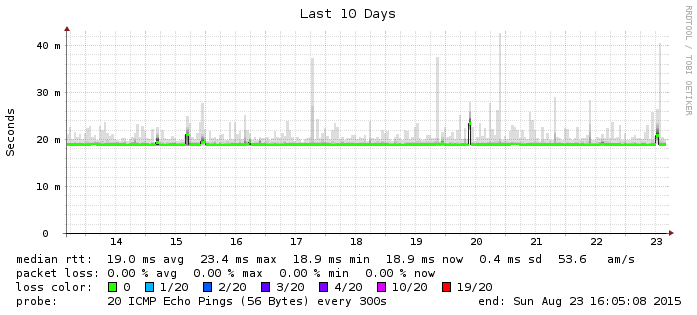 Last 10 Days
RRDTOOL / TOBI OETIKER
Seconds
40 m
30 m
20 m
10 m
0
14 15 16 17 18 19 20 21 22 23
median rtt: 19.0 ms avg 23.4 ms max 18.9 ms min 18.9 ms now 0.4 ms sd 53.6 am/s
packet loss: 0.00 % avg 0.00 % max 0.00 % min 0.00 % now
loss color: 0 1/20 2/20 3/20 4/20 10/20 19/20
probe: 20 ICMP Echo Pings (56 Bytes) every 300s end: Sun Aug 23 16:05:08 2015